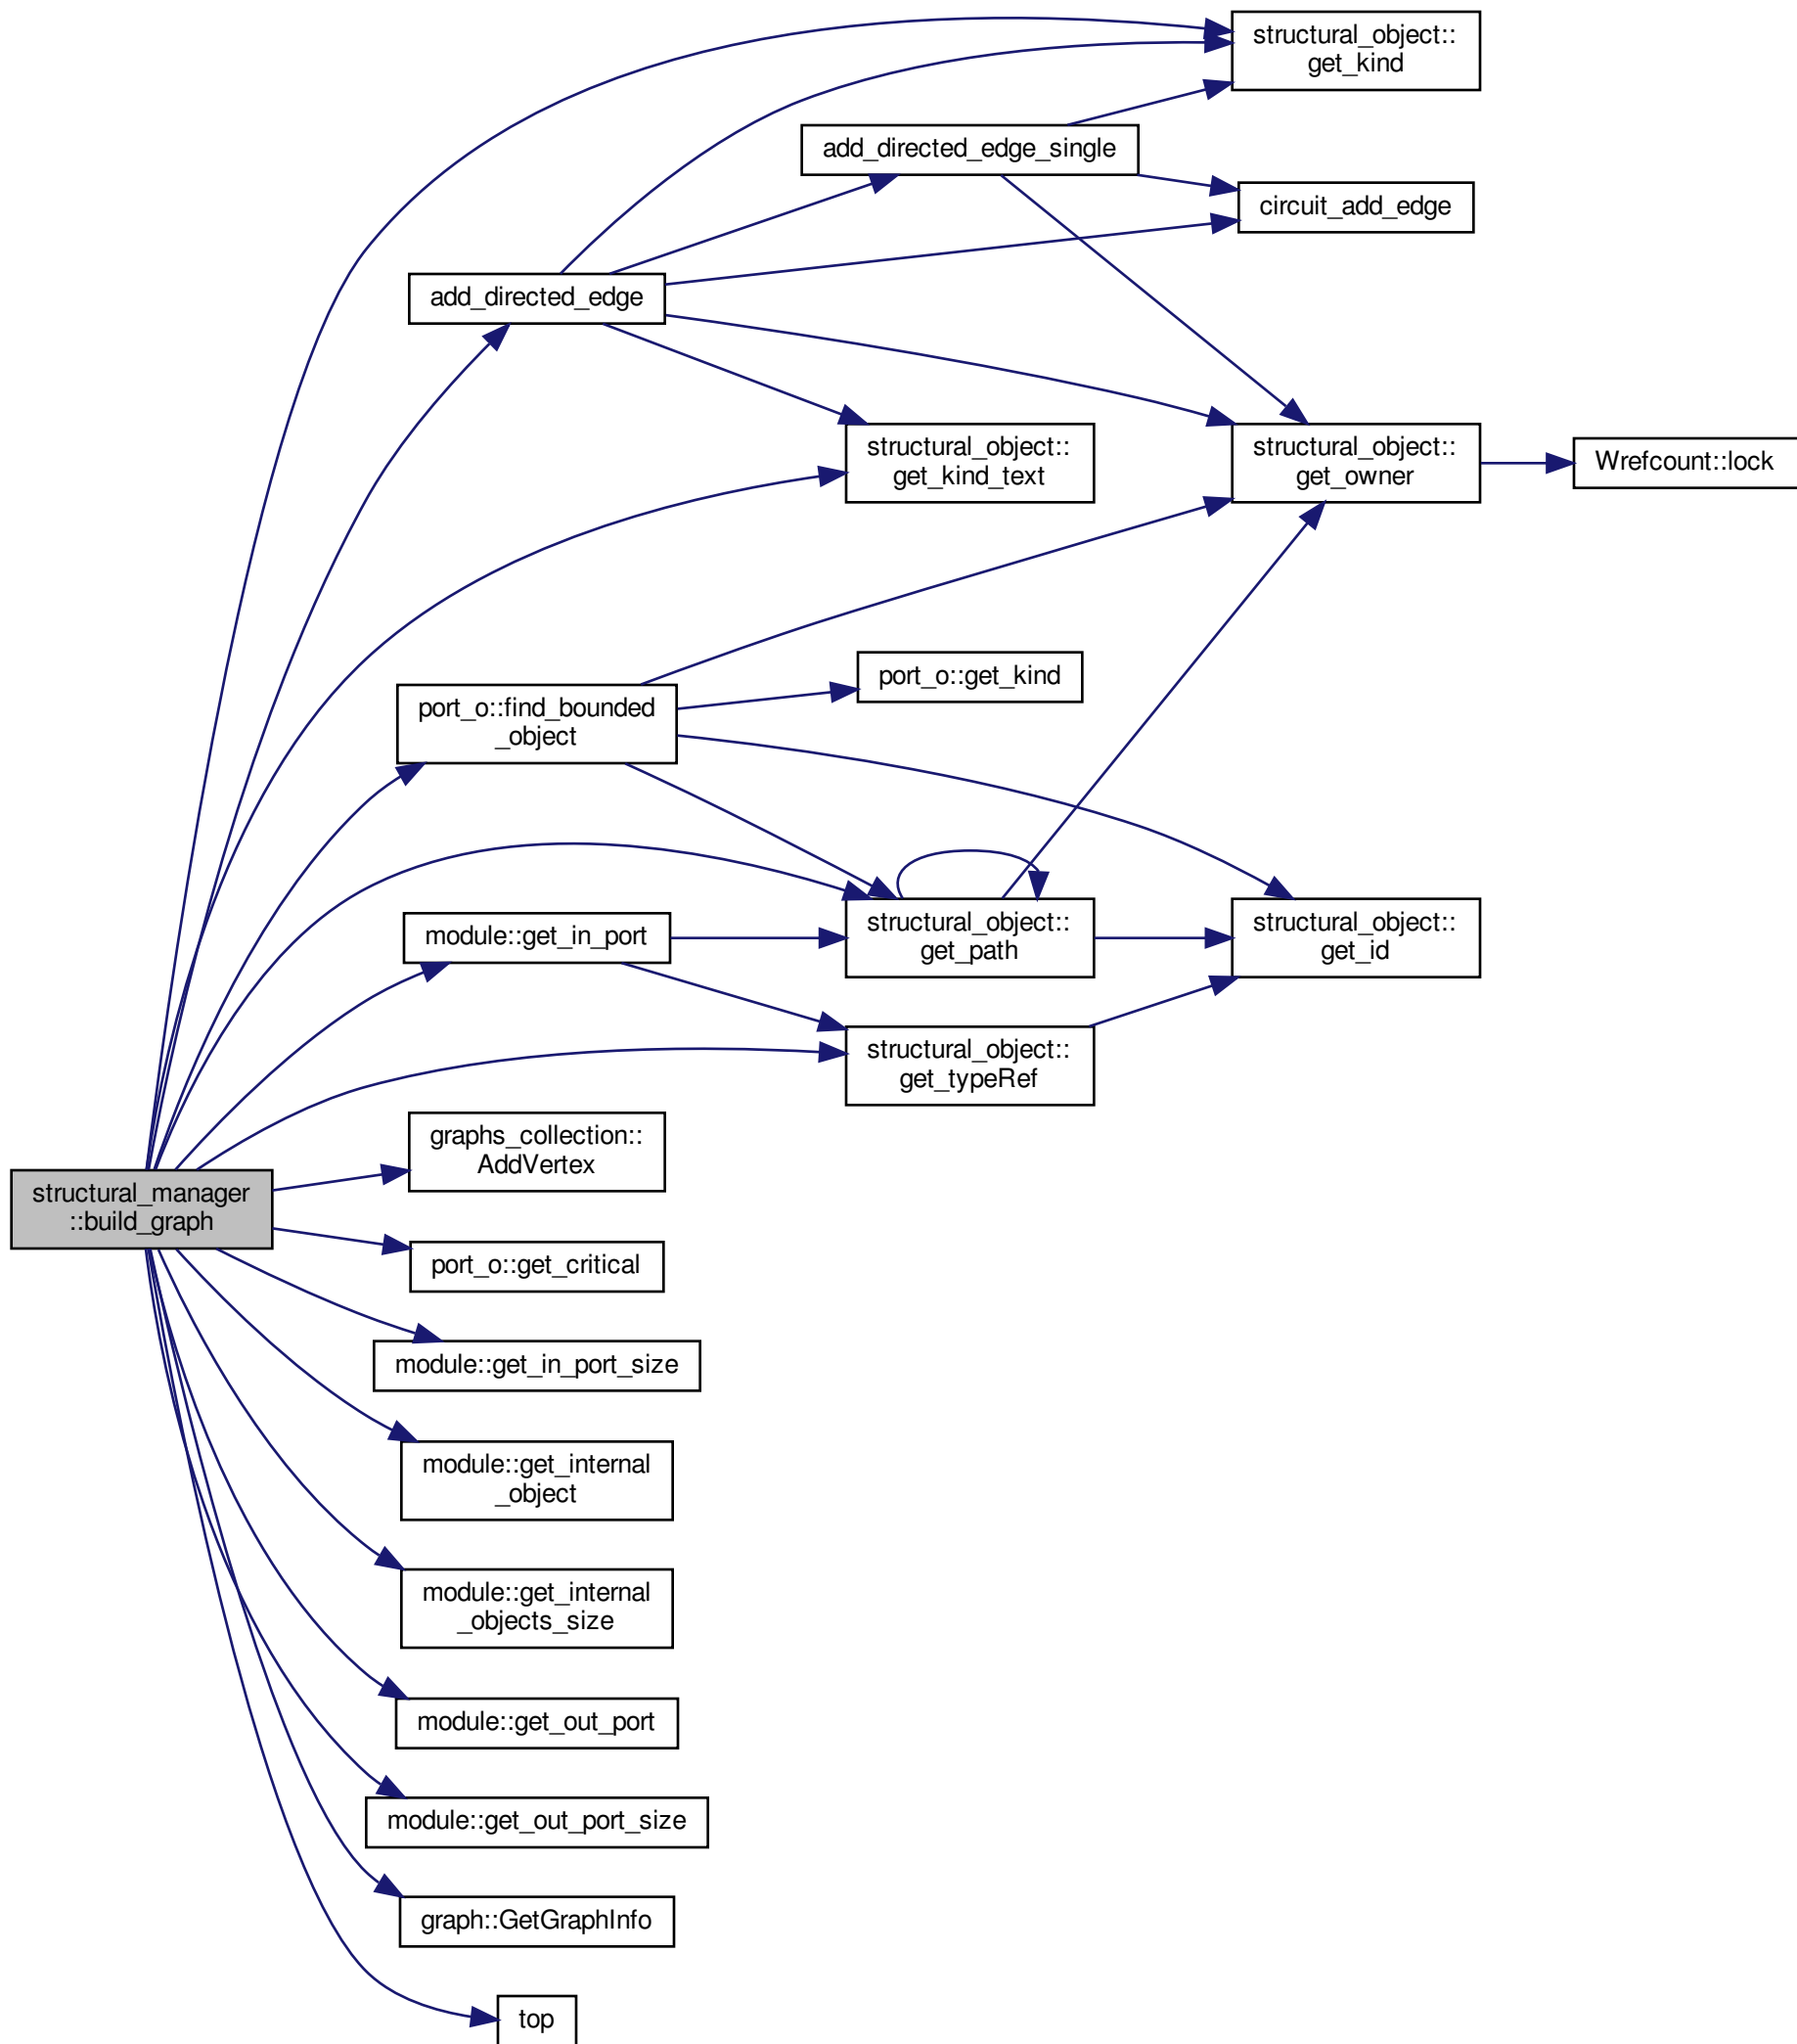 structural_object::
get_kind
add_directed_edge_single
circuit_add_edge
add_directed_edge
structural_object::
get_kind_text
structural_object::
get_owner
Wrefcount::lock
port_o::get_kind
port_o::find_bounded
_object
module::get_in_port
structural_object::
get_path
structural_object::
get_id
structural_object::
get_typeRef
graphs_collection::
AddVertex
structural_manager
::build_graph
port_o::get_critical
module::get_in_port_size
module::get_internal
_object
module::get_internal
_objects_size
module::get_out_port
module::get_out_port_size
graph::GetGraphInfo
top